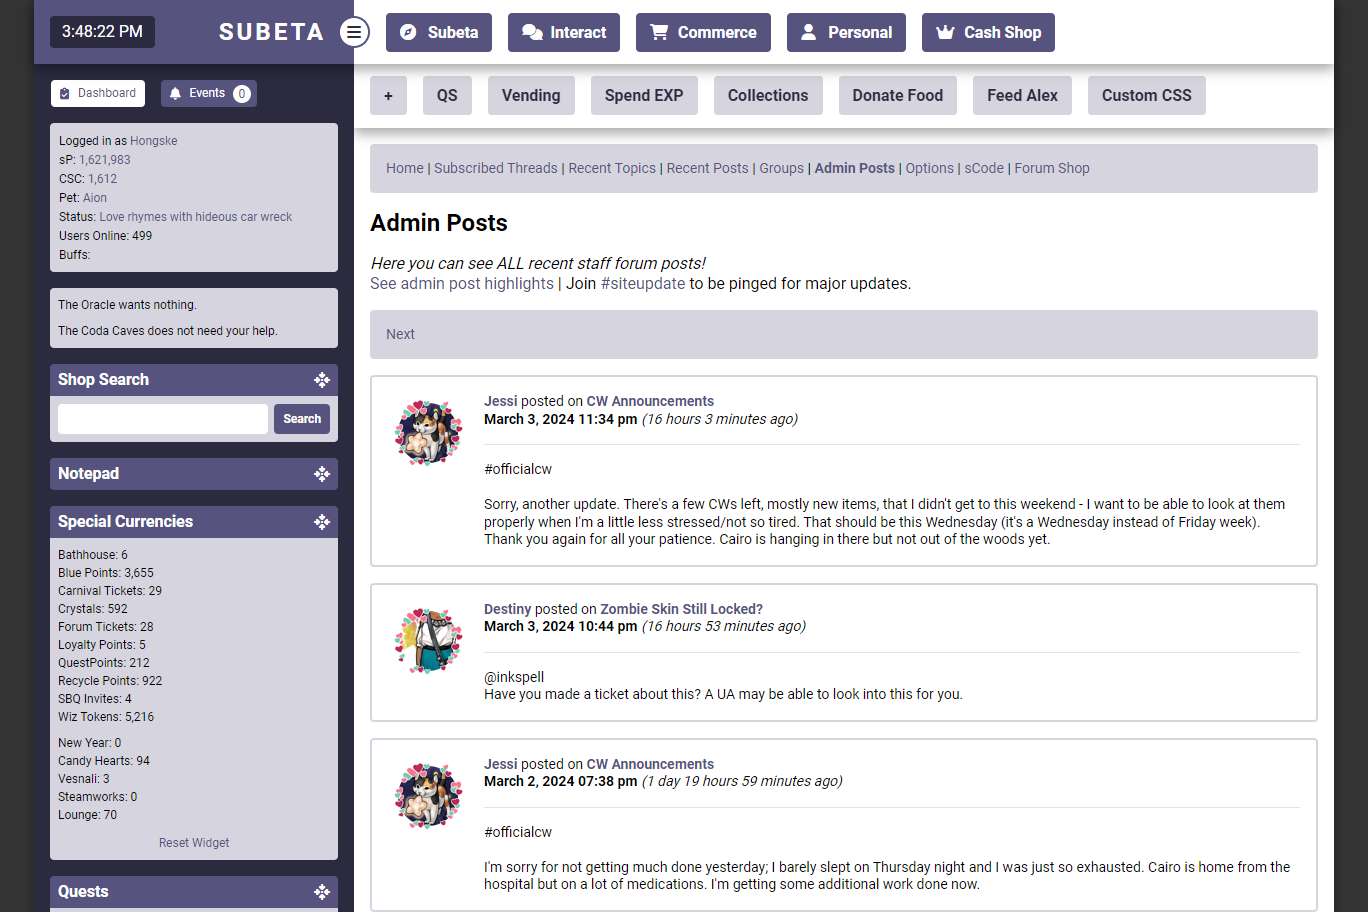 3:48:22 PM
SUBETA
Subeta
Interact
Commerce
Personal
Cash Shop
Dashboard
Events 0
+
QS
Vending
Spend EXP
Collections
Donate Food
Feed Alex
Custom CSS
Logged in as Hongske
sP: 1,621,983
CSC: 1,612
Pet: Aion
Status: Love rhymes with hideous car wreck
Users Online: 499
Buffs:
The Oracle wants nothing.
The Coda Caves does not need your help.
Shop Search
Search
Notepad
Special Currencies
Bathhouse: 6
Blue Points: 3,655
Carnival Tickets: 29
Crystals: 592
Forum Tickets: 28
Loyalty Points: 5
QuestPoints: 212
Recycle Points: 922
SBQ Invites: 4
Wiz Tokens: 5,216
New Year: 0
Candy Hearts: 94
Vesnali: 3
Steamworks: 0
Lounge: 70
Reset Widget
Quests
Home | Subscribed Threads | Recent Topics | Recent Posts | Groups | Admin Posts | Options | sCode | Forum Shop
Admin Posts
Here you can see ALL recent staff forum posts!
See admin post highlights | Join #siteupdate to be pinged for major updates.
Next
Jessi posted on CW Announcements
March 3, 2024 11:34 pm (16 hours 3 minutes ago)
#officialcw
Sorry, another update. There's a few CWs left, mostly new items, that I didn't get to this weekend - I want to be able to look at them
properly when I'm a little less stressed/not so tired. That should be this Wednesday (it's a Wednesday instead of Friday week).
Thank you again for all your patience. Cairo is hanging in there but not out of the woods yet.
Destiny posted on Zombie Skin Still Locked?
March 3, 2024 10:44 pm (16 hours 53 minutes ago)
@inkspell
Have you made a ticket about this? A UA may be able to look into this for you.
Jessi posted on CW Announcements
March 2, 2024 07:38 pm (1 day 19 hours 59 minutes ago)
#officialcw
I'm sorry for not getting much done yesterday; I barely slept on Thursday night and I was just so exhausted. Cairo is home from the
hospital but on a lot of medications. I'm getting some additional work done now.